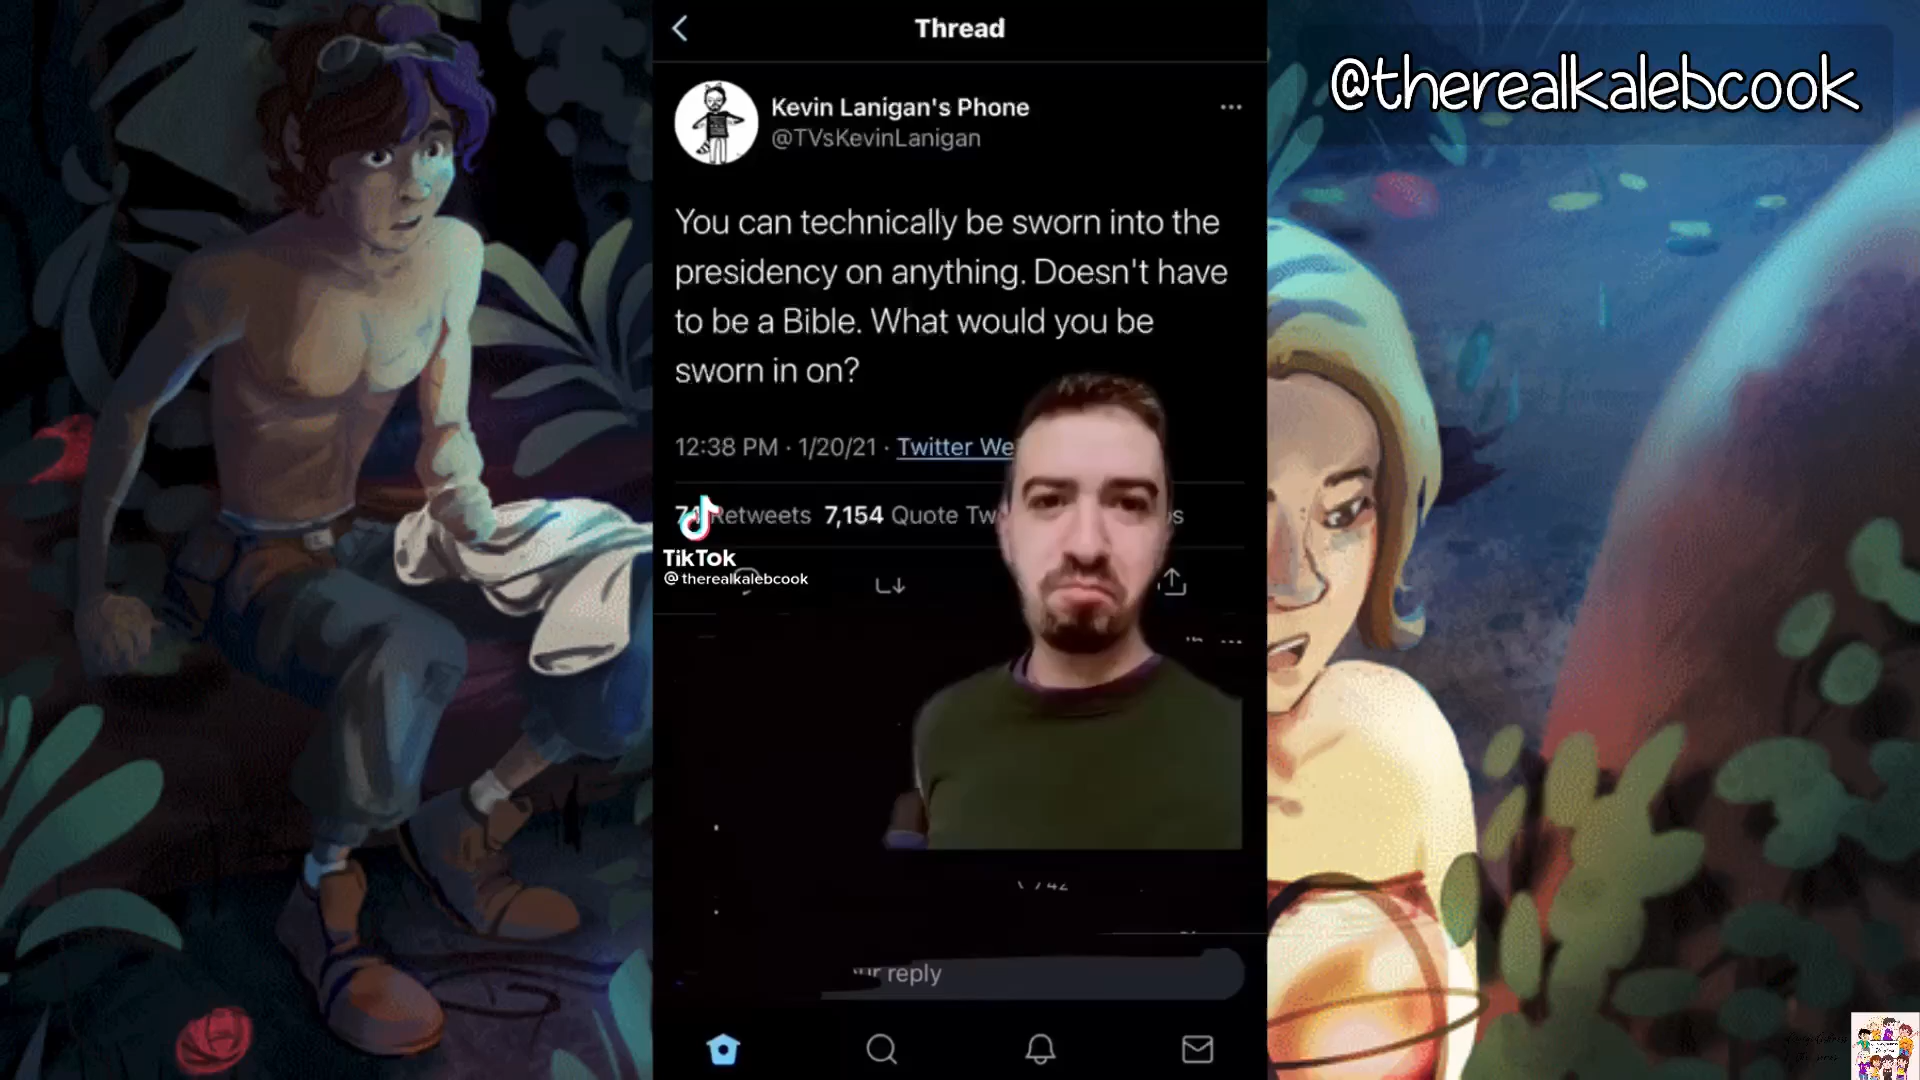 Thread
@therealkalebcook
Kevin Lanigan's Phone
@TVsKevinLanigan
You can technically be sworn into the
presidency on anything. Doesn't have
to be a Bible. What would you be
sworn in on?
12:38 PM · 1/20/21 · Twitter We
Retweets 7,154 Quote Tw
TikTok
@therealkalebcook
reply